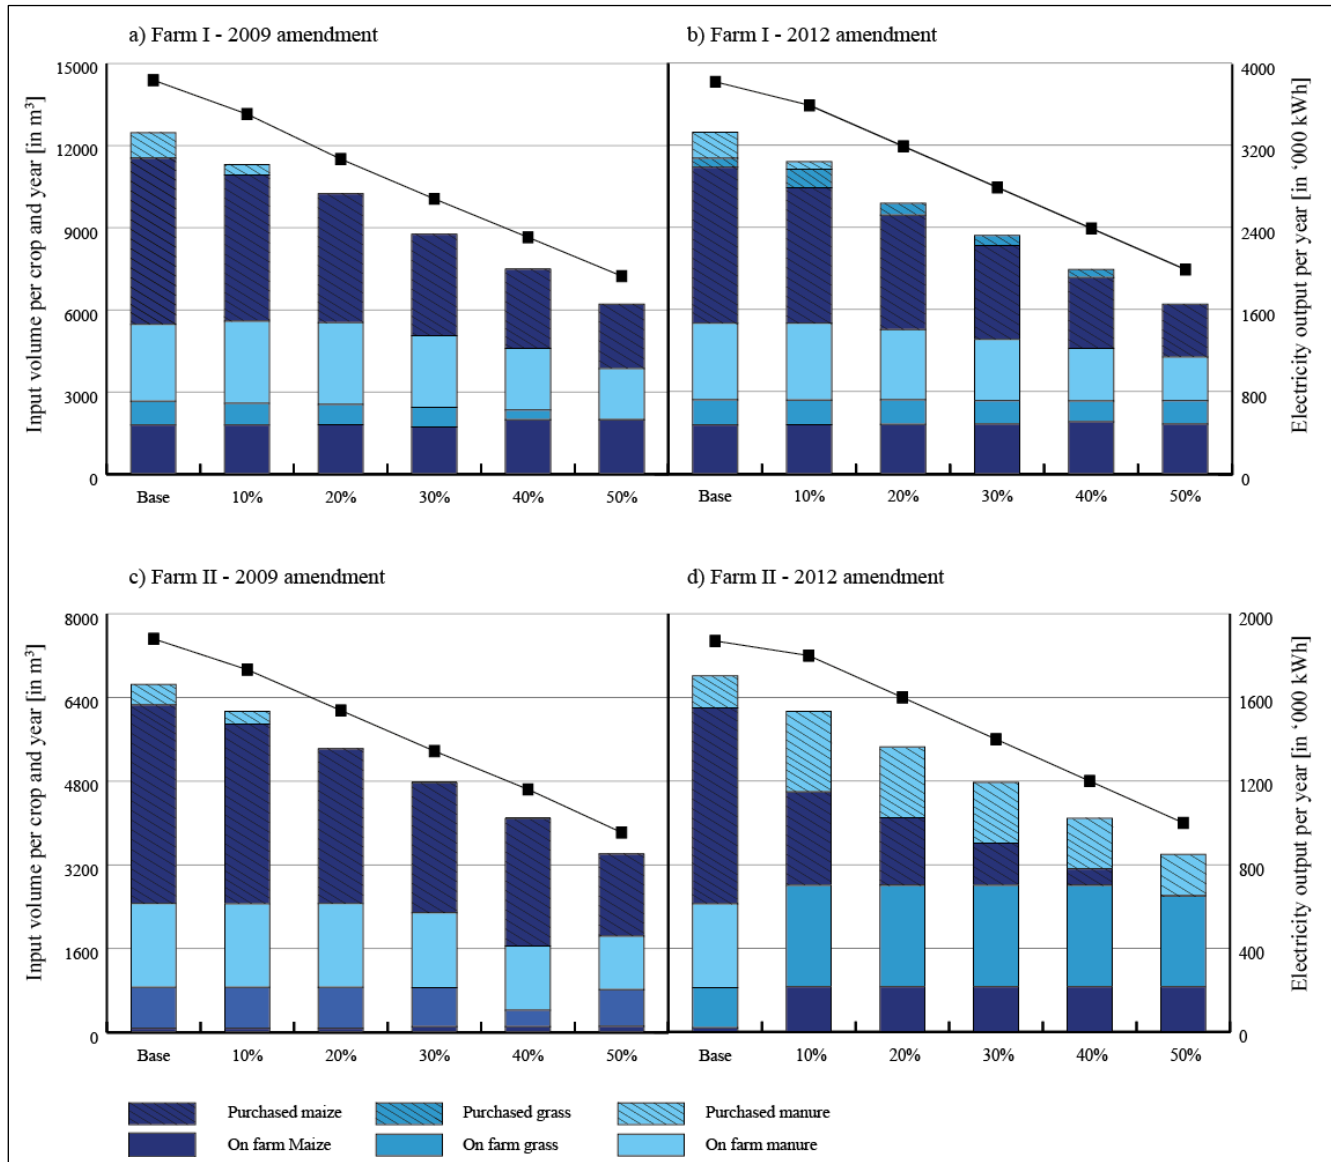 a) Farm I - 2009 amendment
b) Farm I - 2012 amendment
Input volume per crop and year [in m³]
15000
12000
9000
6000
3000
0
Base 10% 20% 30% 40% 50%
Base 10% 20% 30% 40% 50%
4000
3200
2400
1600
800
0
Electricity output per year [in ‘000 kWh]
c) Farm II - 2009 amendment
d) Farm II - 2012 amendment
Input volume per crop and year [in m³]
8000
6400
4800
3200
1600
0
Base 10% 20% 30% 40% 50%
Base 10% 20% 30% 40% 50%
2000
1600
1200
800
400
0
Electricity output per year [in ‘000 kWh]
Purchased maize Purchased grass Purchased manure
On farm Maize On farm grass On farm manure